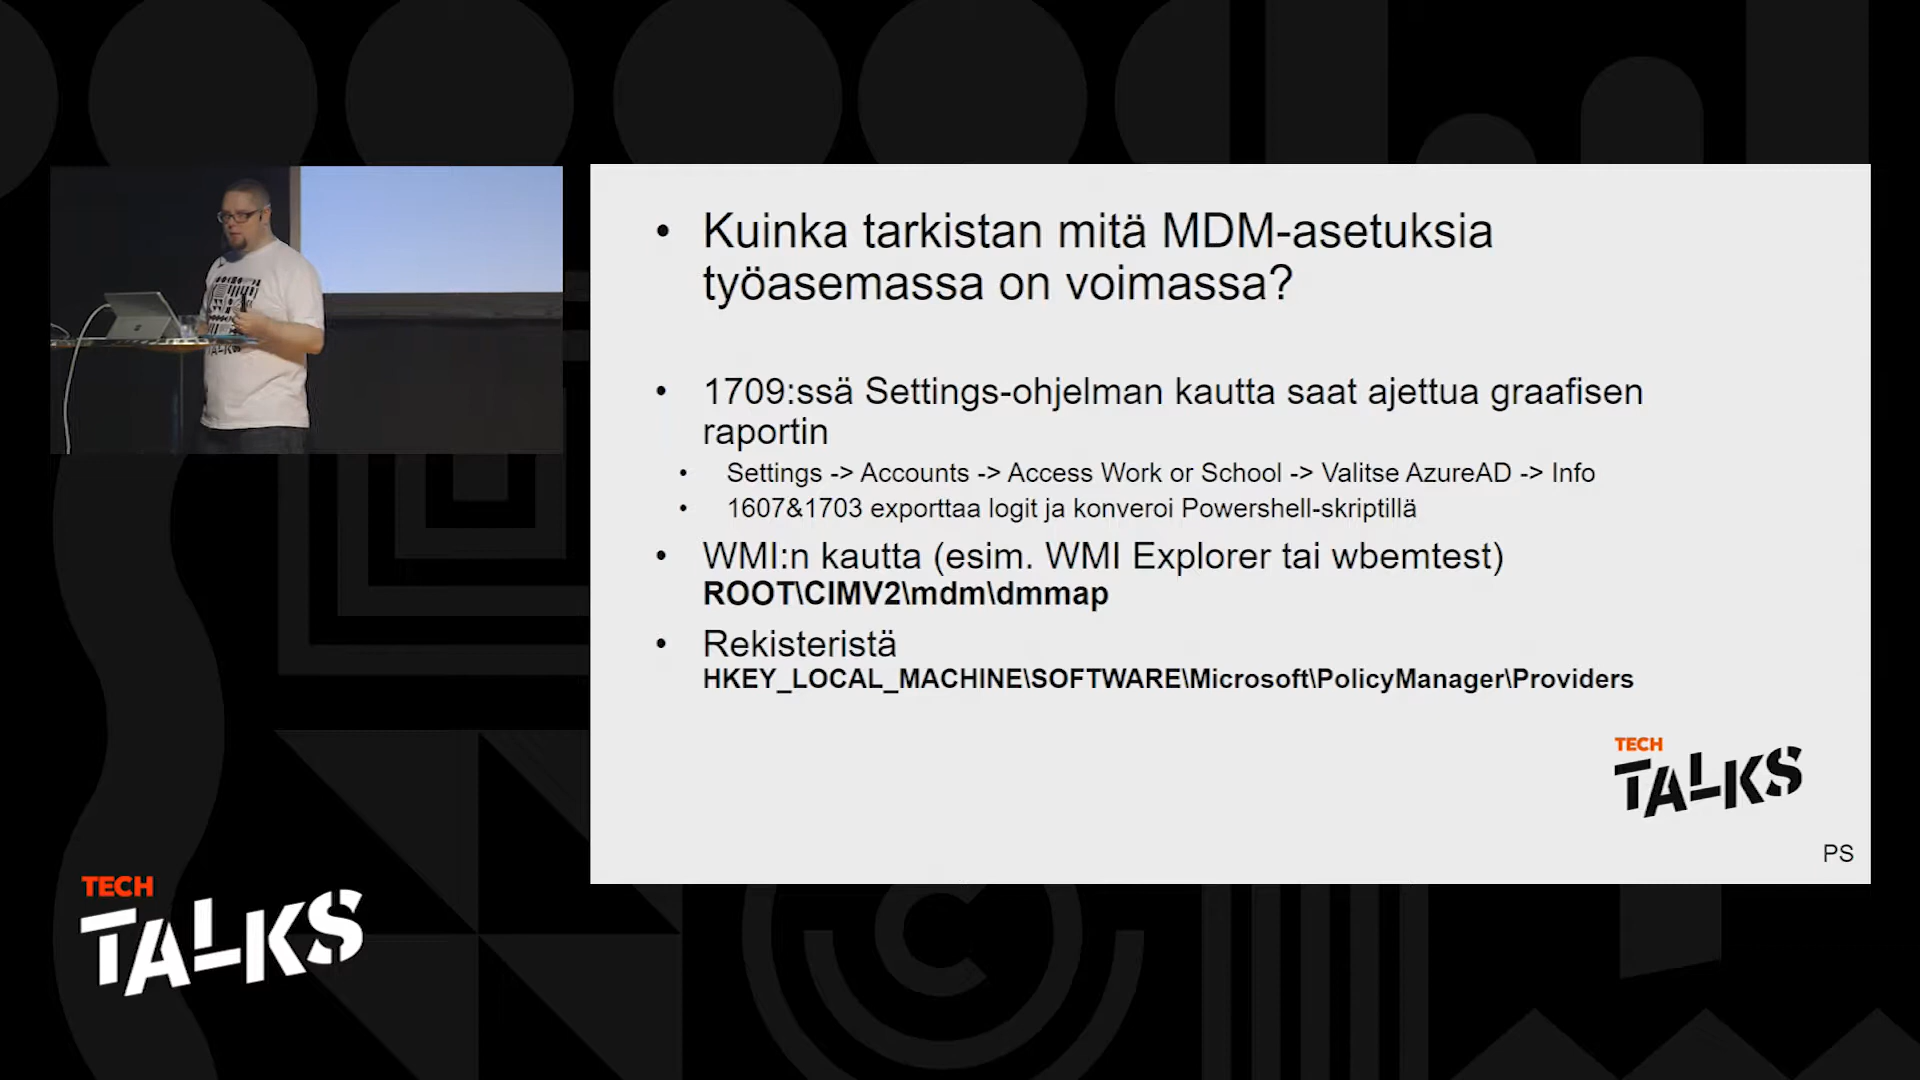 • Kuinka tarkistan mitä MDM-asetuksia
työasemassa on voimassa?
• 1709:ssä Settings-ohjelman kautta saat ajettua graafisen
raportin
• Settings -> Accounts -> Access Work or School -> Valitse AzureAD -> Info
• 1607&1703 exporttaa logit ja konveroi Powershell-skriptillä
• WMI:n kautta (esim. WMI Explorer tai wbemtest)
ROOT\CIMV2\mdm\dmmap
• Rekisteristä
HKEY_LOCAL_MACHINE\SOFTWARE\Microsoft\PolicyManager\Providers
TECH
TALKS
PS
TECH
TALKS